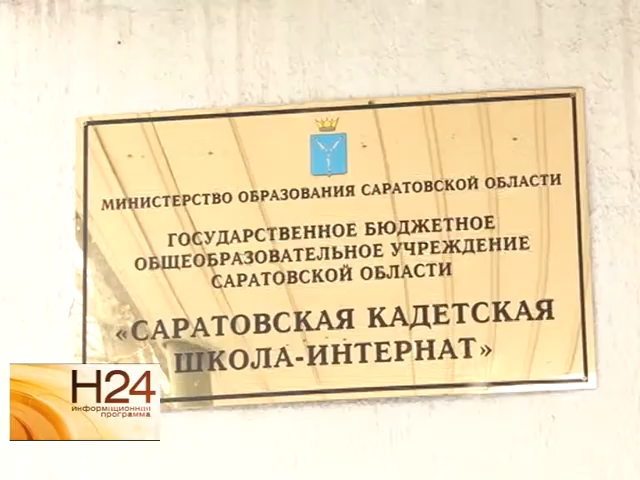 МИНИСТЕРСТВО ОБРАЗОВАНИЯ САРАТОВСКОЙ ОБЛАСТИ
ГОСУДАРСТВЕННОЕ БЮДЖЕТНОЕ
ОБЩЕОБРАЗОВАТЕЛЬНОЕ УЧРЕЖДЕНИЕ
САРАТОВСКОЙ ОБЛАСТИ
«САРАТОВСКАЯ КАДЕТСКАЯ
ШКОЛА-ИНТЕРНАТ»
Н24
информационная
программа